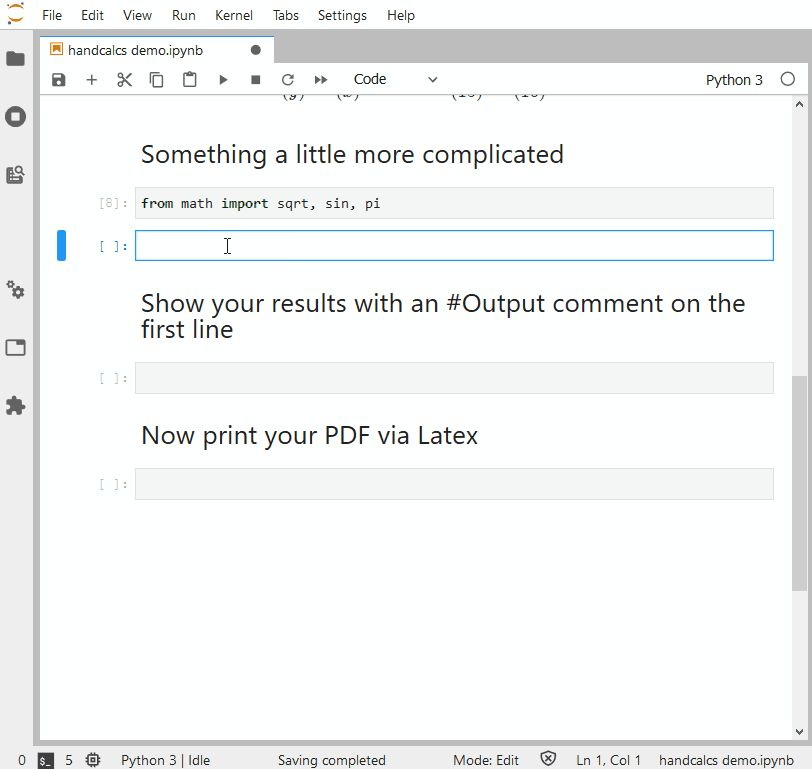 File Edit View Run Kernel Tabs Settings Help
handcalcs demo.ipynb
Code
Python 3
Something a little more complicated
[8]: from math import sqrt, sin, pi
[ ]:
Show your results with an #Output comment on the
first line
[ ]:
Now print your PDF via Latex
[ ]:
0 $_ 5 Python 3 | Idle Saving completed Mode: Edit Ln 1, Col 1 handcalcs demo.ipynb